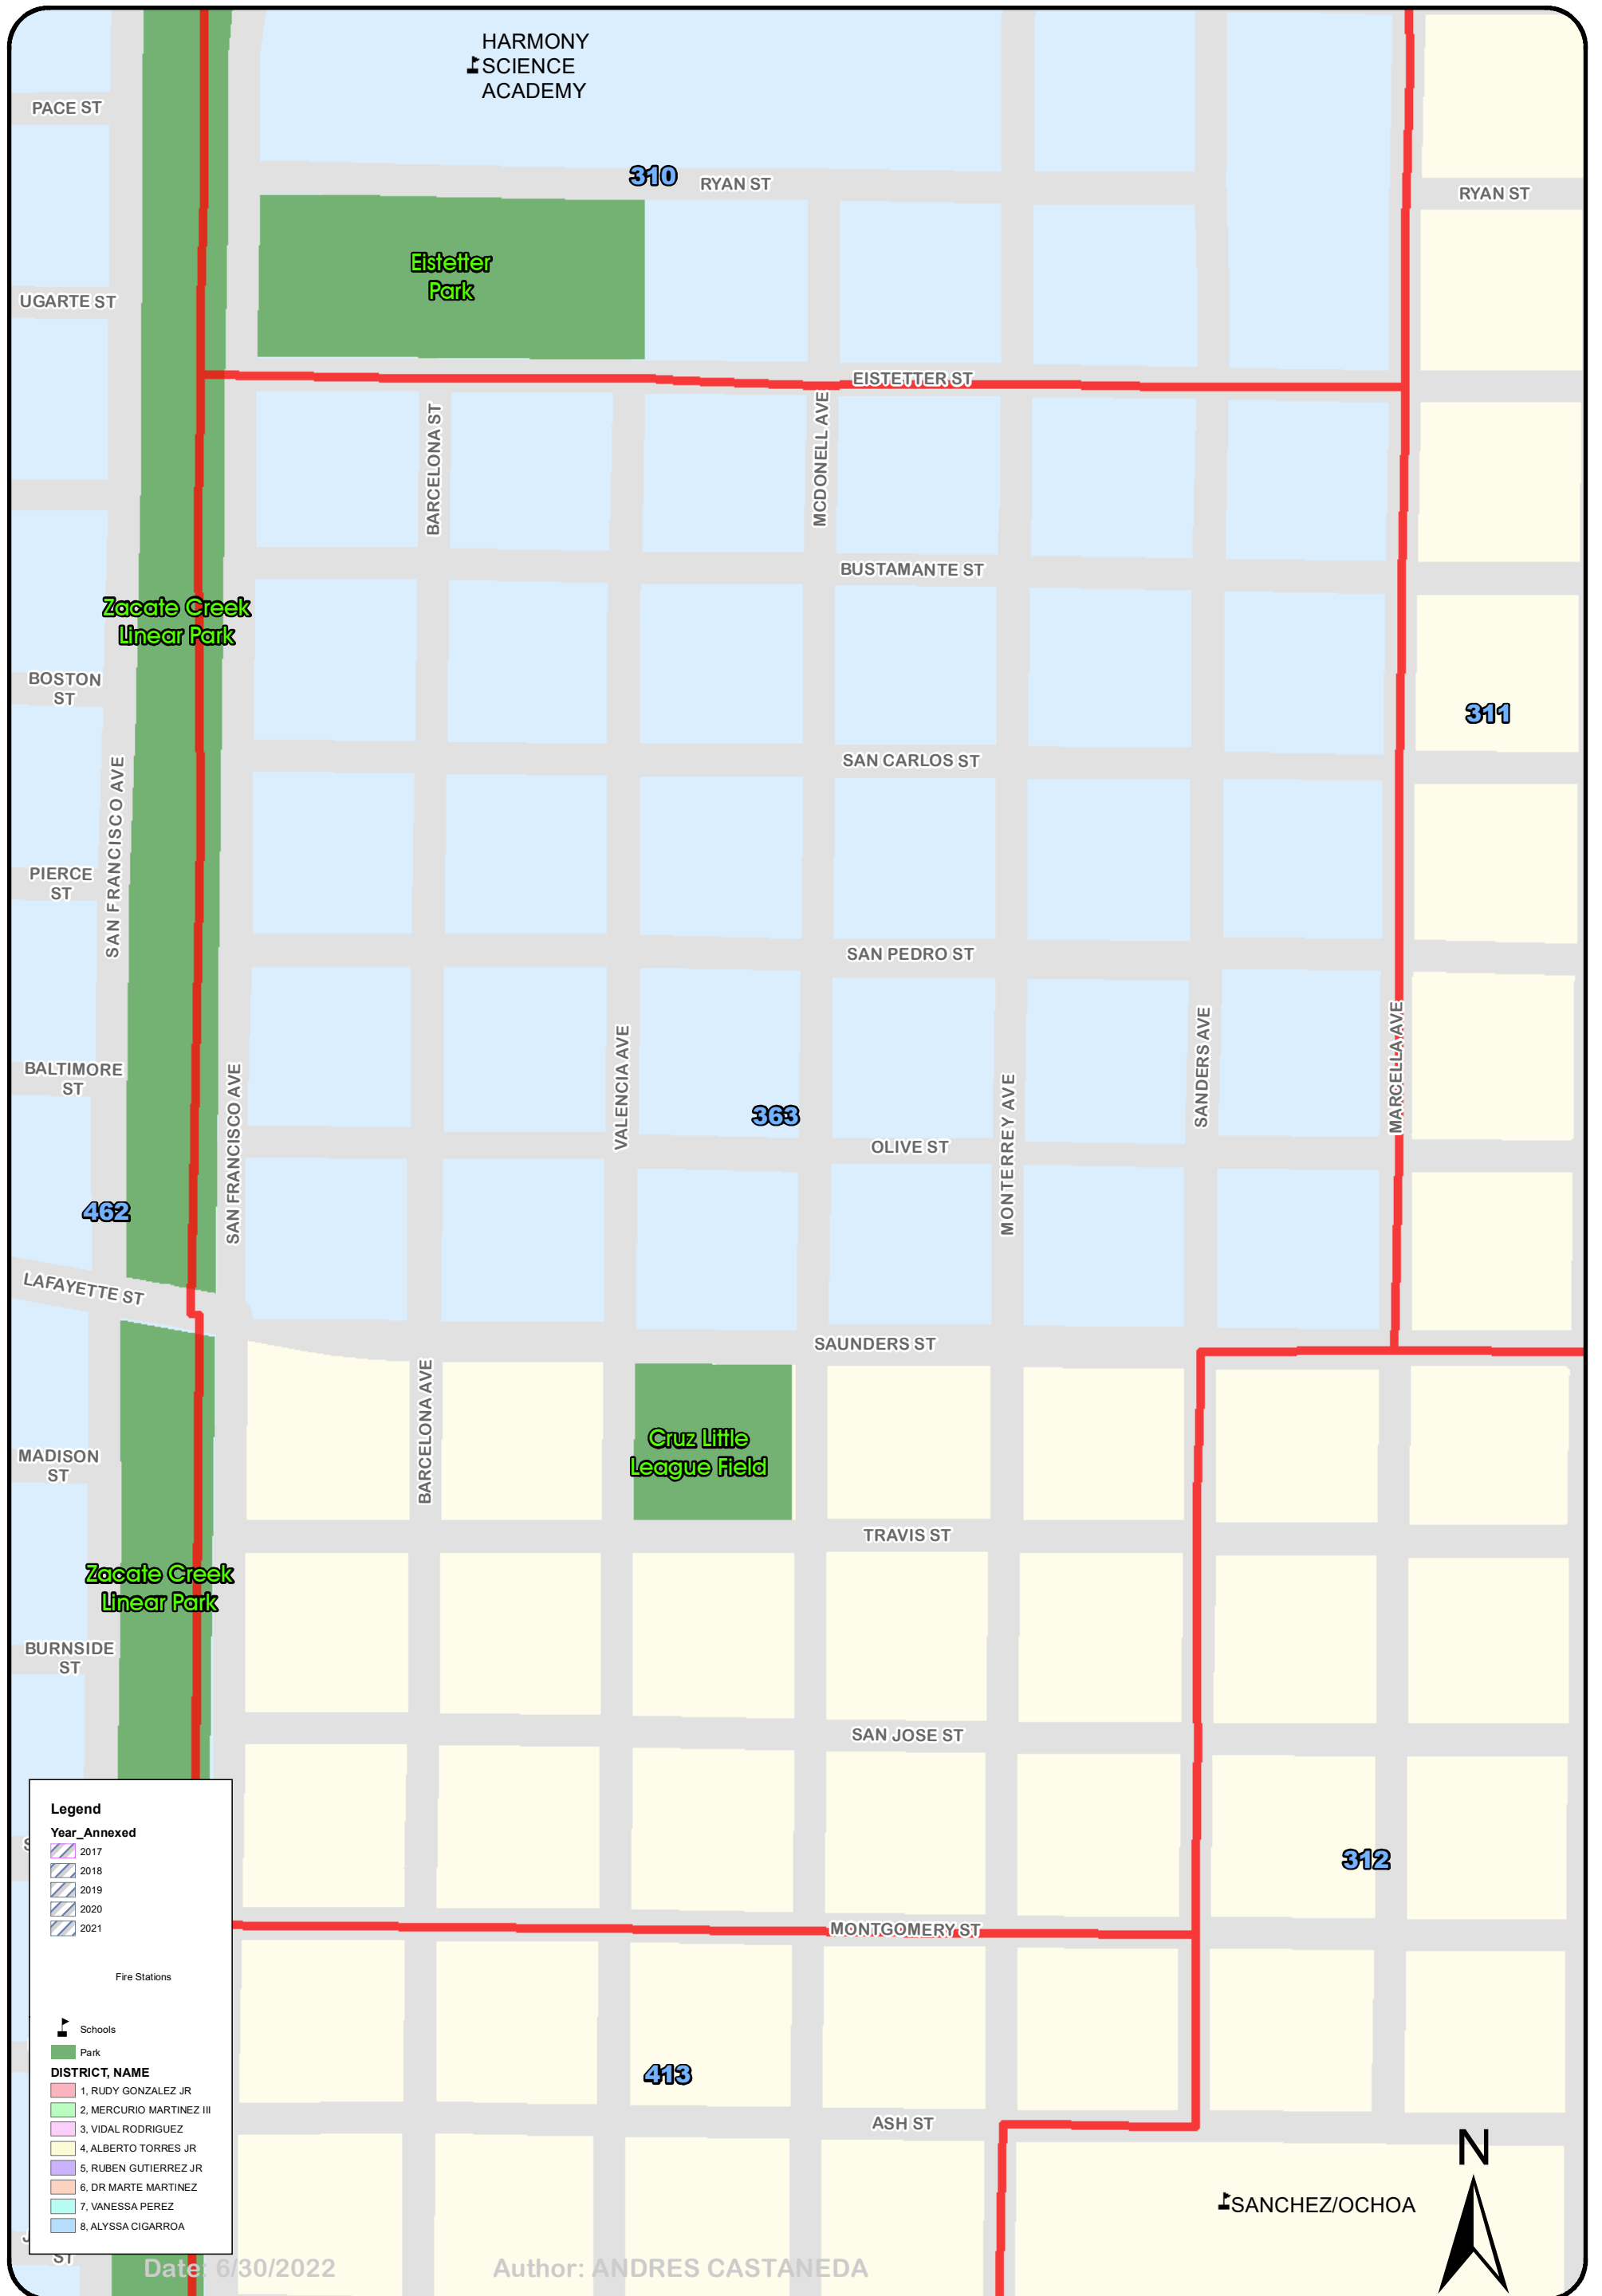 HARMONY
SCIENCE
ACADEMY
PACE ST
310
RYAN ST
RYAN ST
Eistetter
Park
UGARTE ST
EISTETTER ST
BARCELONA ST
MCDONELL AVE
BUSTAMANTE ST
Zacate Creek
Linear Park
BOSTON
ST
311
SAN CARLOS ST
SAN FRANCISCO AVE
PIERCE
ST
SAN PEDRO ST
BALTIMORE
ST
SAN FRANCISCO AVE
VALENCIA AVE
363
MONTERREY AVE
SANDERS AVE
MARCELLA AVE
OLIVE ST
462
LAFAYETTE ST
SAUNDERS ST
BARCELONA AVE
Cruz Little
League Field
MADISON
ST
TRAVIS ST
Zacate Creek
Linear Park
BURNSIDE
ST
SAN JOSE ST
312
MONTGOMERY ST
413
ASH ST
SANCHEZ/OCHOA
N
Legend
Year_Annexed
2017
2018
2019
2020
2021
Fire Stations
Schools
Park
DISTRICT, NAME
1, RUDY GONZALEZ JR
2, MERCURIO MARTINEZ III
3, VIDAL RODRIGUEZ
4, ALBERTO TORRES JR
5, RUBEN GUTIERREZ JR
6, DR MARTE MARTINEZ
7, VANESSA PEREZ
8, ALYSSA CIGARROA
ST
Date: 6/30/2022
Author: ANDRES CASTANEDA